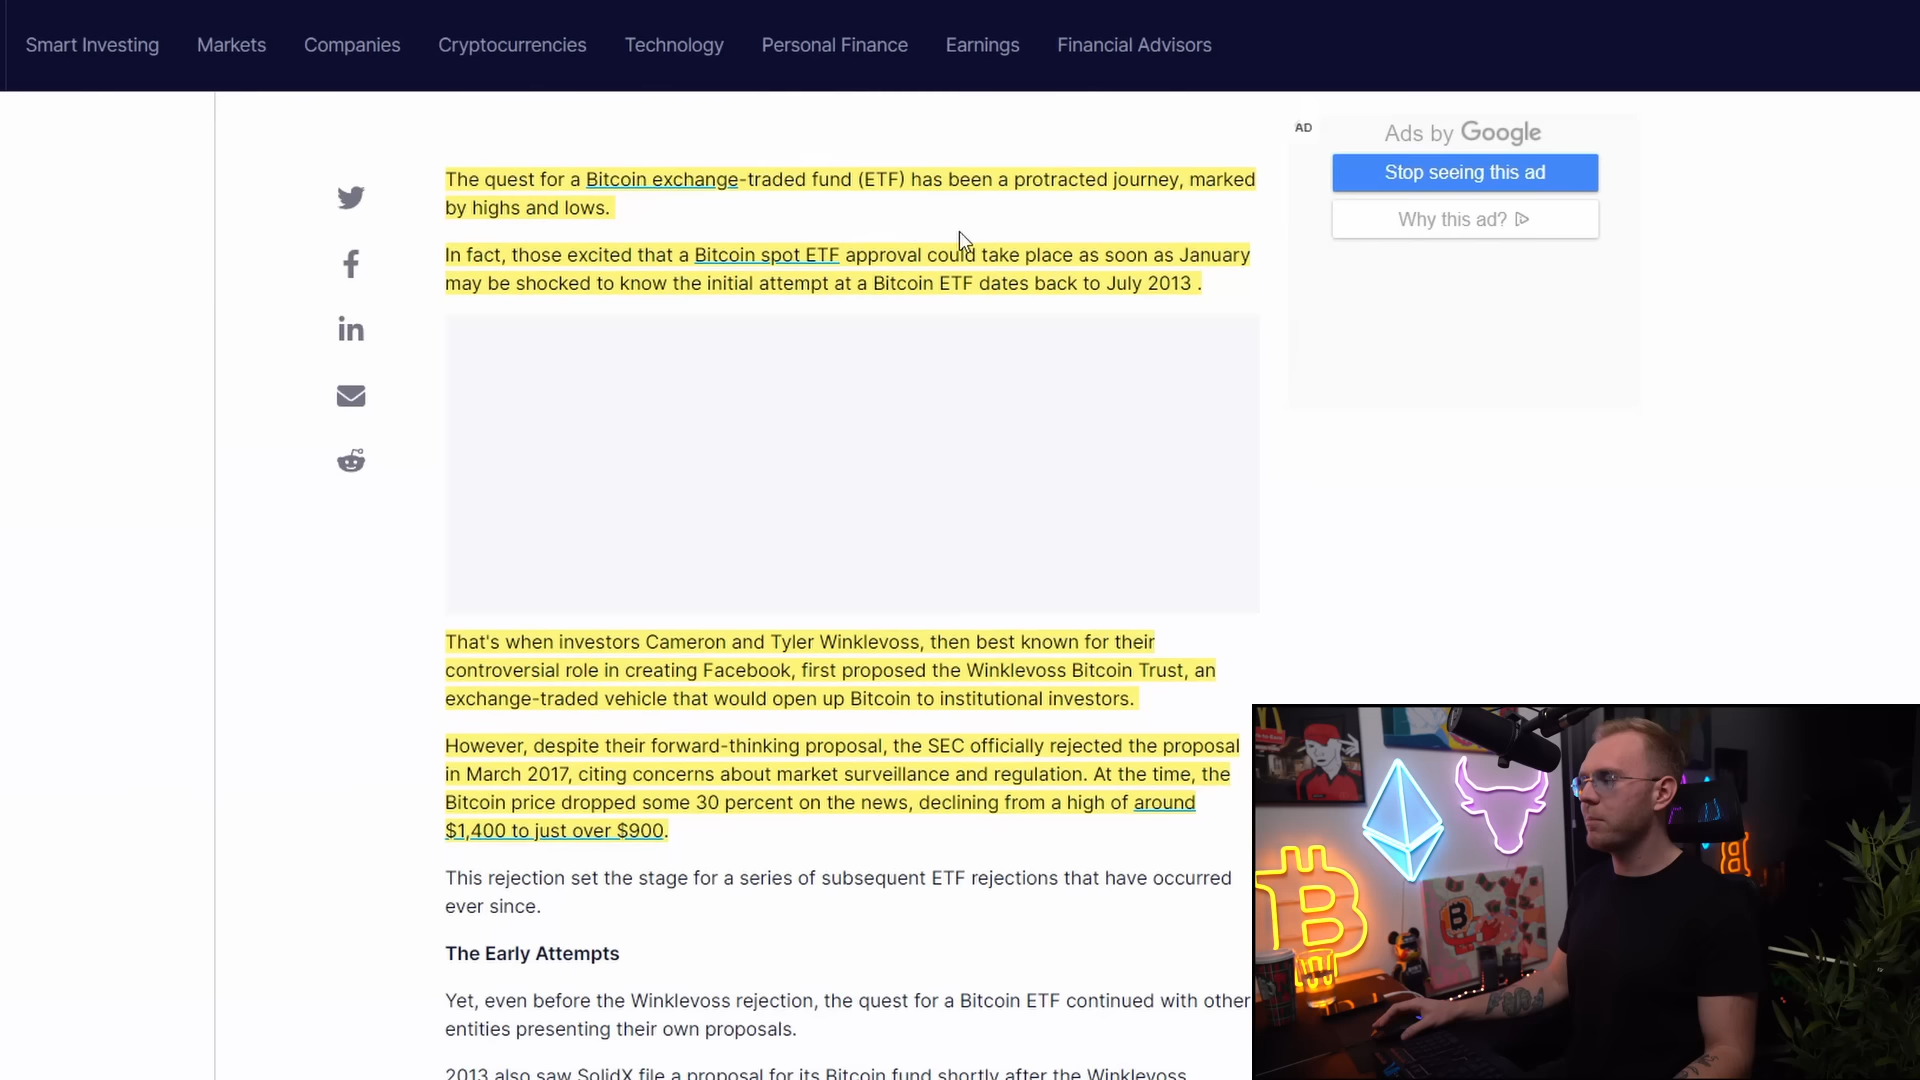 Smart Investing Markets Companies Cryptocurrencies Technology Personal Finance Earnings Financial Advisors
AD
Ads by Google
Stop seeing this ad
Why this ad?
The quest for a Bitcoin exchange-traded fund (ETF) has been a protracted journey, marked
by highs and lows.
In fact, those excited that a Bitcoin spot ETF approval could take place as soon as January
may be shocked to know the initial attempt at a Bitcoin ETF dates back to July 2013 .
That's when investors Cameron and Tyler Winklevoss, then best known for their
controversial role in creating Facebook, first proposed the Winklevoss Bitcoin Trust, an
exchange-traded vehicle that would open up Bitcoin to institutional investors.
However, despite their forward-thinking proposal, the SEC officially rejected the proposal
in March 2017, citing concerns about market surveillance and regulation. At the time, the
Bitcoin price dropped some 30 percent on the news, declining from a high of around
$1,400 to just over $900.
This rejection set the stage for a series of subsequent ETF rejections that have occurred
ever since.
The Early Attempts
Yet, even before the Winklevoss rejection, the quest for a Bitcoin ETF continued with other
entities presenting their own proposals.
2013 also saw SolidX file a proposal for its Bitcoin fund shortly after the Winklevoss